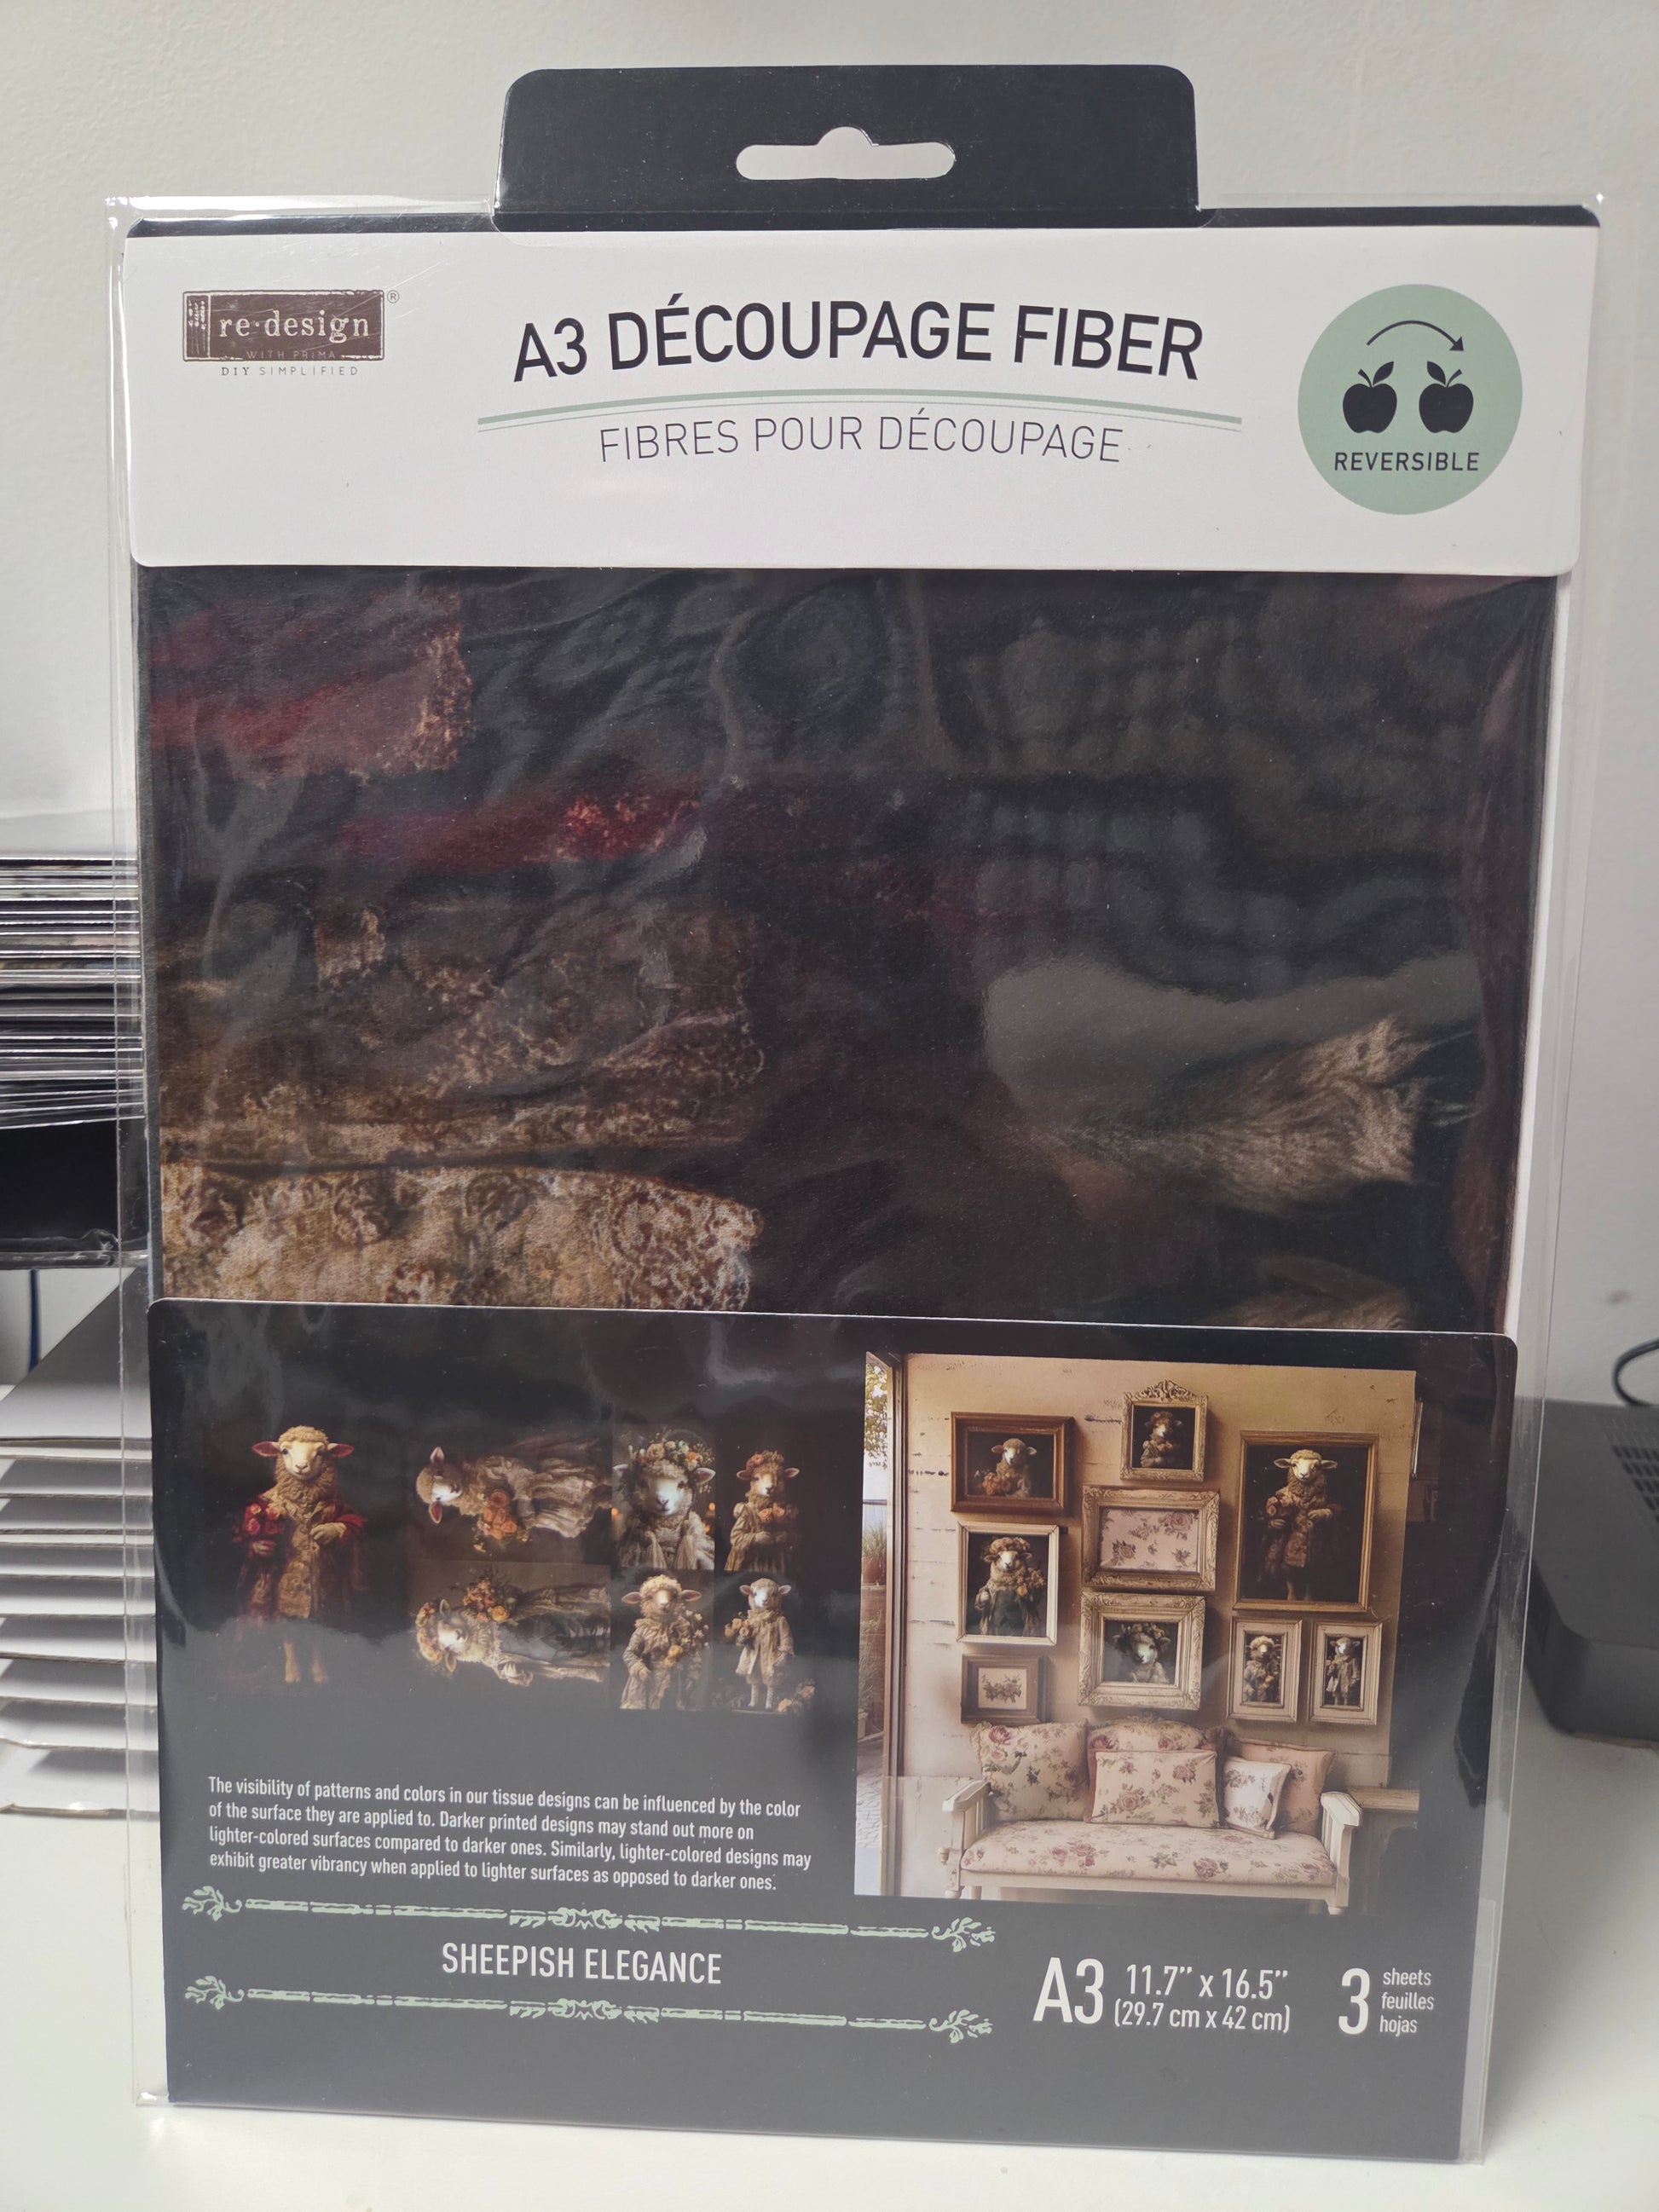 re·design ®
WITH PRIMA
DIY SIMPLIFIED
A3 DÉCOUPAGE FIBER
FIBRES POUR DÉCOUPAGE
REVERSIBLE
The visibility of patterns and colors in our tissue designs can be influenced by the color
of the surface they are applied to. Darker printed designs may stand out more on
lighter-colored surfaces compared to darker ones. Similarly, lighter-colored designs may
exhibit greater vibrancy when applied to lighter surfaces as opposed to darker ones.
SHEEPISH ELEGANCE
A3 11.7” x 16.5”
(29.7 cm x 42 cm)
3 sheets
feuilles
hojas